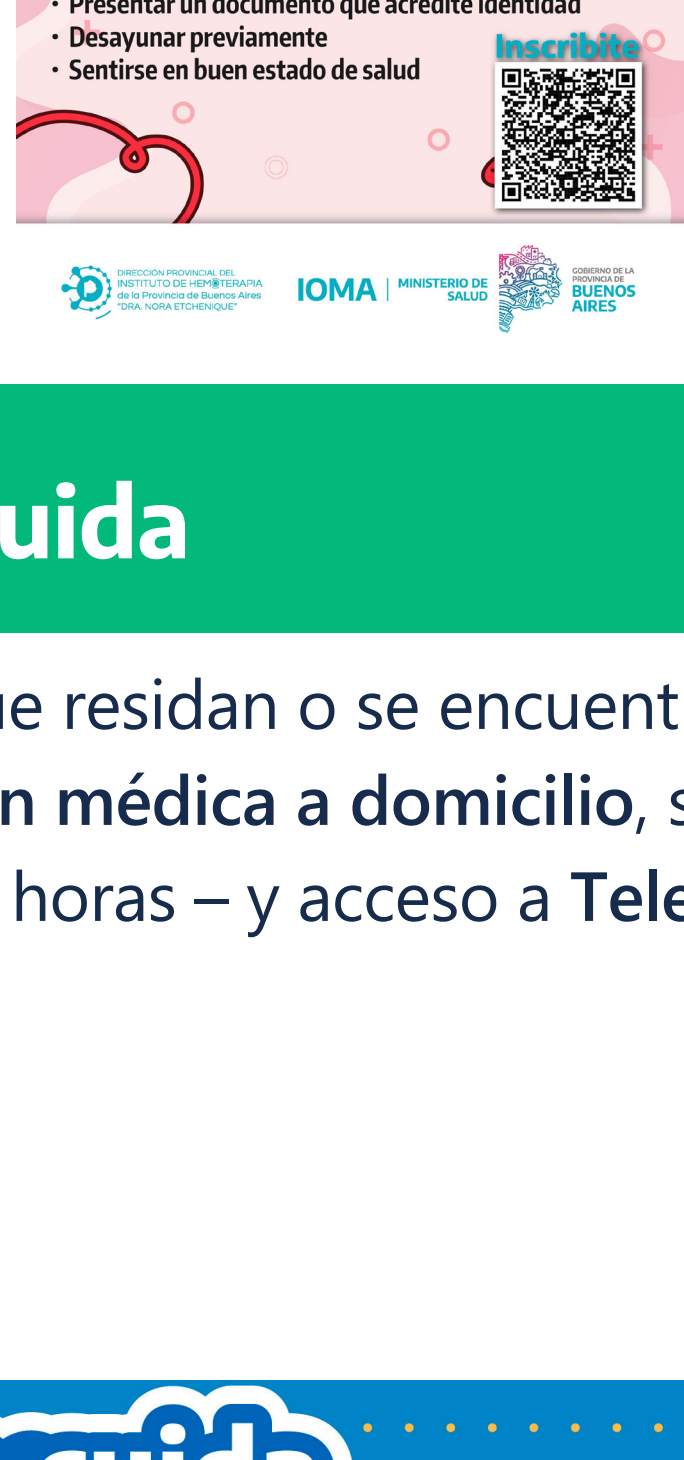 · Presentar un documento que acredite identidad
· Desayunar previamente
· Sentirse en buen estado de salud
Inscribite
DIRECCIÓN PROVINCIAL DEL
INSTITUTO DE HEMOTERAPIA
de la Provincia de Buenos Aires
"DRA. NORA ETCHENIQUE"
IOMA | MINISTERIO DE
SALUD
GOBIERNO DE LA
PROVINCIA DE
BUENOS
AIRES
uida
ue residan o se encuent
n médica a domicilio, s
horas – y acceso a Tele
uida